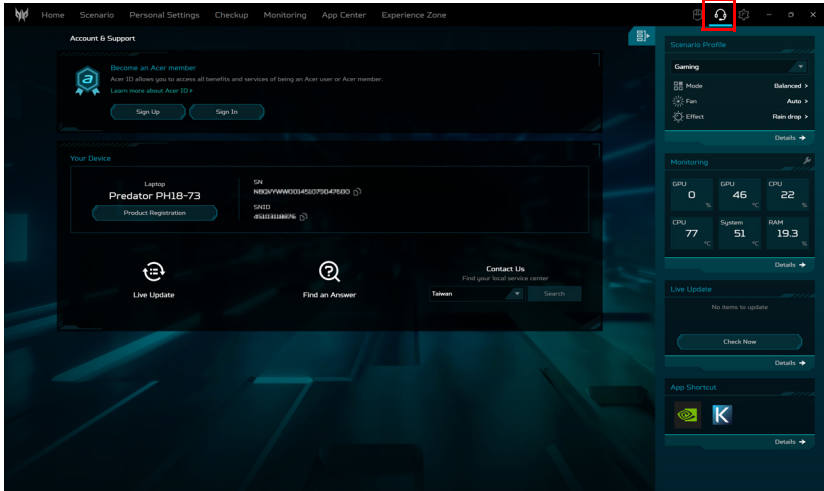 Home Scenario Personal Settings Checkup Monitoring App Center Experience Zone
Account & Support
Become an Acer member
Acer ID allows you to access all benefits and services of being an Acer user or Acer member.
Learn more about Acer ID >
Sign Up Sign In
Your Device
Laptop
Predator PH18-73
Product Registration
SN
SNID
Live Update
Find an Answer
Contact Us
Find your local service center
Taiwan Search
Scenario Profile
Gaming
Mode Balanced >
Fan Auto >
Effect Rain drop >
Details →
Monitoring
GPU GPU CPU
0 % 46 °C 22 %
CPU System RAM
77 °C 51 °C 19.3 %
Details →
Live Update
No items to update
Check Now
Details →
App Shortcut
K
Details →